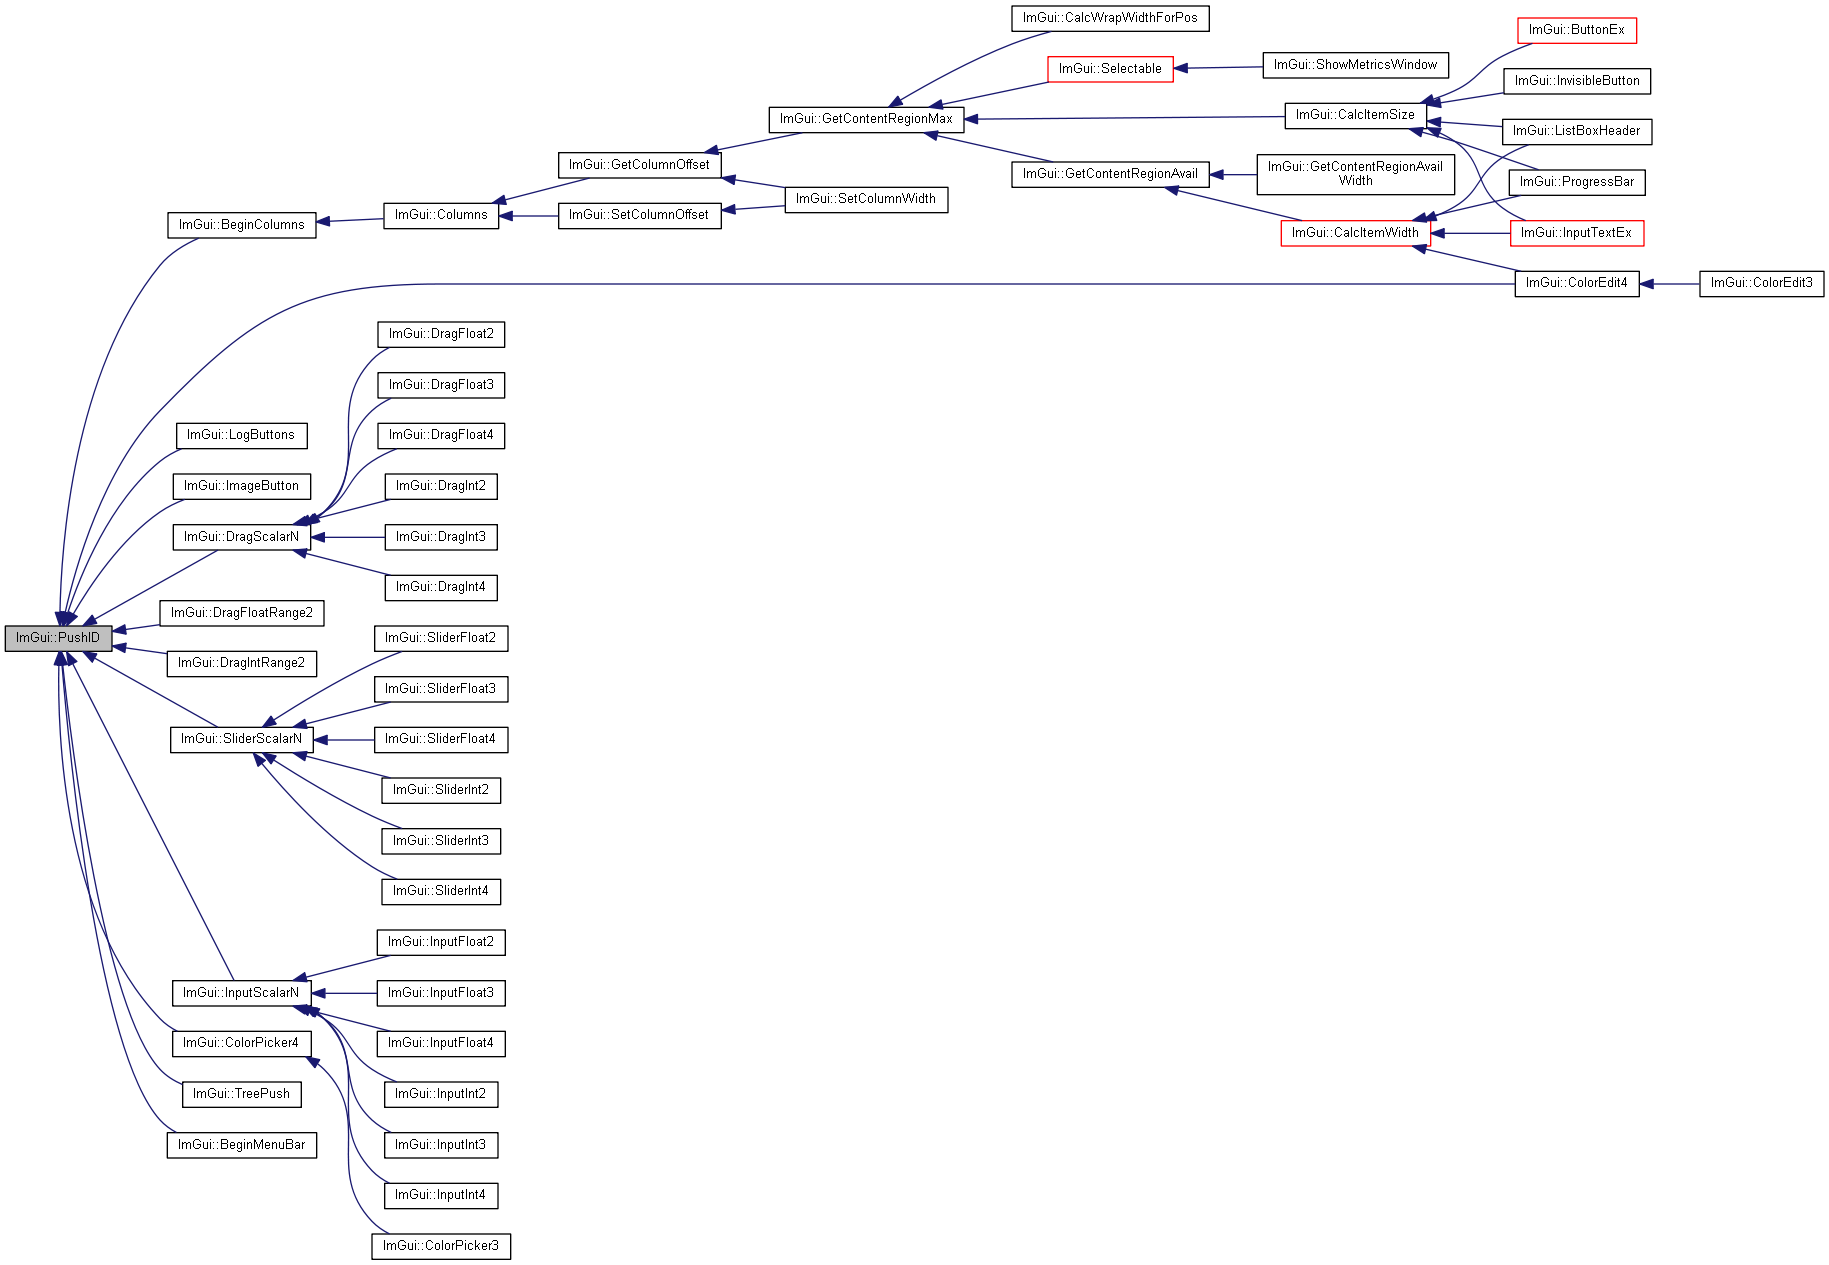 ImGui::CalcWrapWidthForPos
ImGui::ButtonEx
ImGui::Selectable
ImGui::ShowMetricsWindow
ImGui::InvisibleButton
ImGui::GetContentRegionMax
ImGui::CalcItemSize
ImGui::ListBoxHeader
ImGui::GetColumnOffset
ImGui::GetContentRegionAvail
ImGui::GetContentRegionAvail
Width
ImGui::ProgressBar
ImGui::SetColumnWidth
ImGui::BeginColumns
ImGui::Columns
ImGui::SetColumnOffset
ImGui::CalcItemWidth
ImGui::InputTextEx
ImGui::ColorEdit4
ImGui::ColorEdit3
ImGui::DragFloat2
ImGui::DragFloat3
ImGui::LogButtons
ImGui::DragFloat4
ImGui::ImageButton
ImGui::DragInt2
ImGui::DragScalarN
ImGui::DragInt3
ImGui::DragInt4
ImGui::DragFloatRange2
ImGui::PushID
ImGui::SliderFloat2
ImGui::DragIntRange2
ImGui::SliderFloat3
ImGui::SliderScalarN
ImGui::SliderFloat4
ImGui::SliderInt2
ImGui::SliderInt3
ImGui::SliderInt4
ImGui::InputFloat2
ImGui::InputScalarN
ImGui::InputFloat3
ImGui::ColorPicker4
ImGui::InputFloat4
ImGui::TreePush
ImGui::InputInt2
ImGui::BeginMenuBar
ImGui::InputInt3
ImGui::InputInt4
ImGui::ColorPicker3